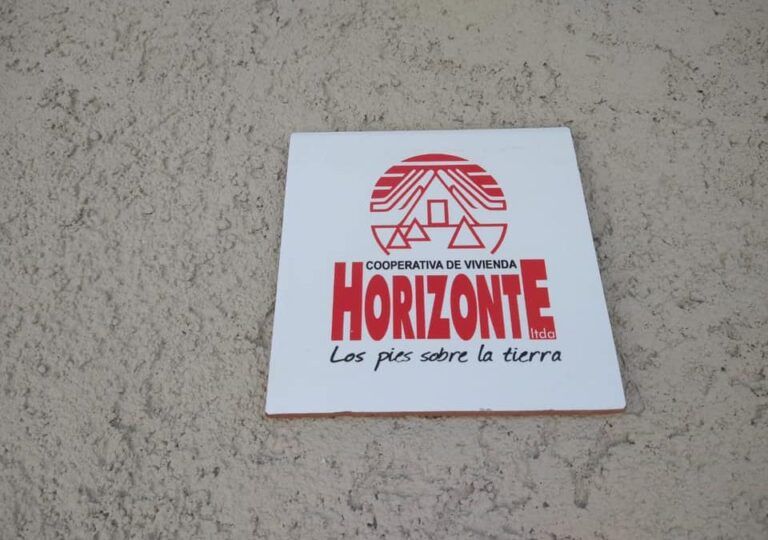 COOPERATIVA DE VIVIENDA
HORIZONTE
ltda
Los pies sobre la tierra